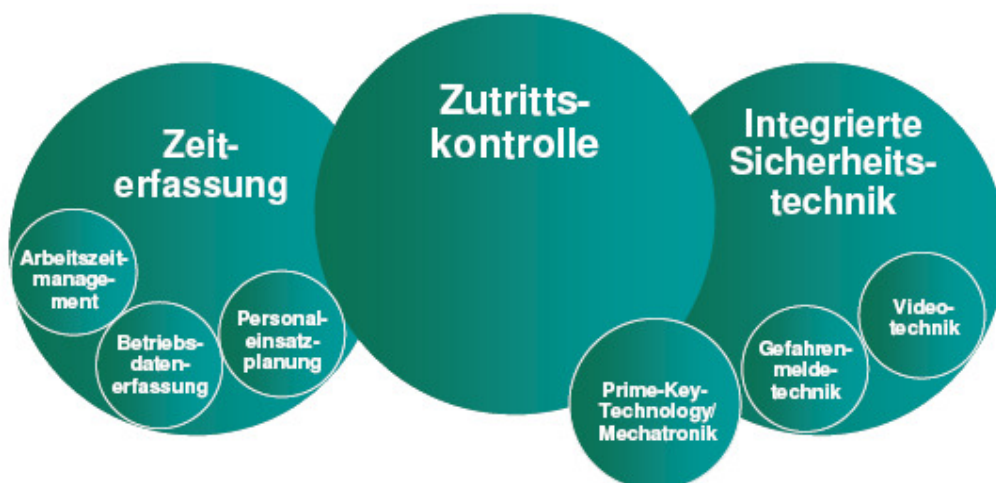 Zeit-
erfassung
Arbeitszeit-
manage-
ment
Betriebs-
daten-
erfassung
Personal-
einsatz-
planung
Zutritts-
kontrolle
Prime-Key-
Technology/
Mechatronik
Integrierte
Sicherheits-
technik
Gefahren-
melde-
technik
Video-
technik